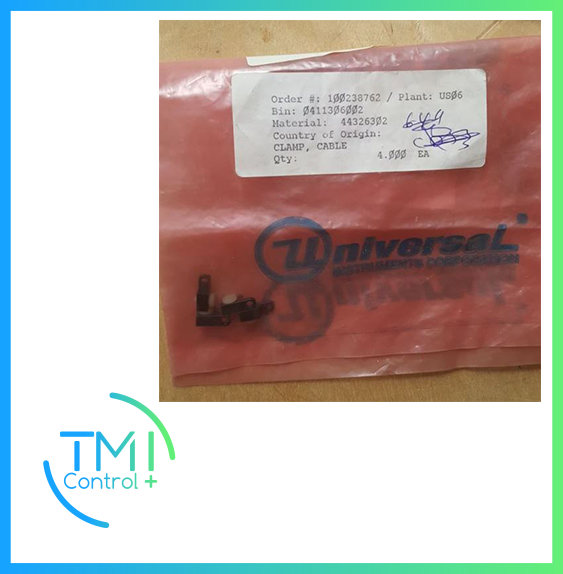 Order #: 100238762 / Plant: US06
Bin: 0411306002
Material: 44326302
Country of Origin:
CLAMP, CABLE
Qty: 4.000 EA
Universal®
INSTRUMENTS CORPORATION
TMI
Control +